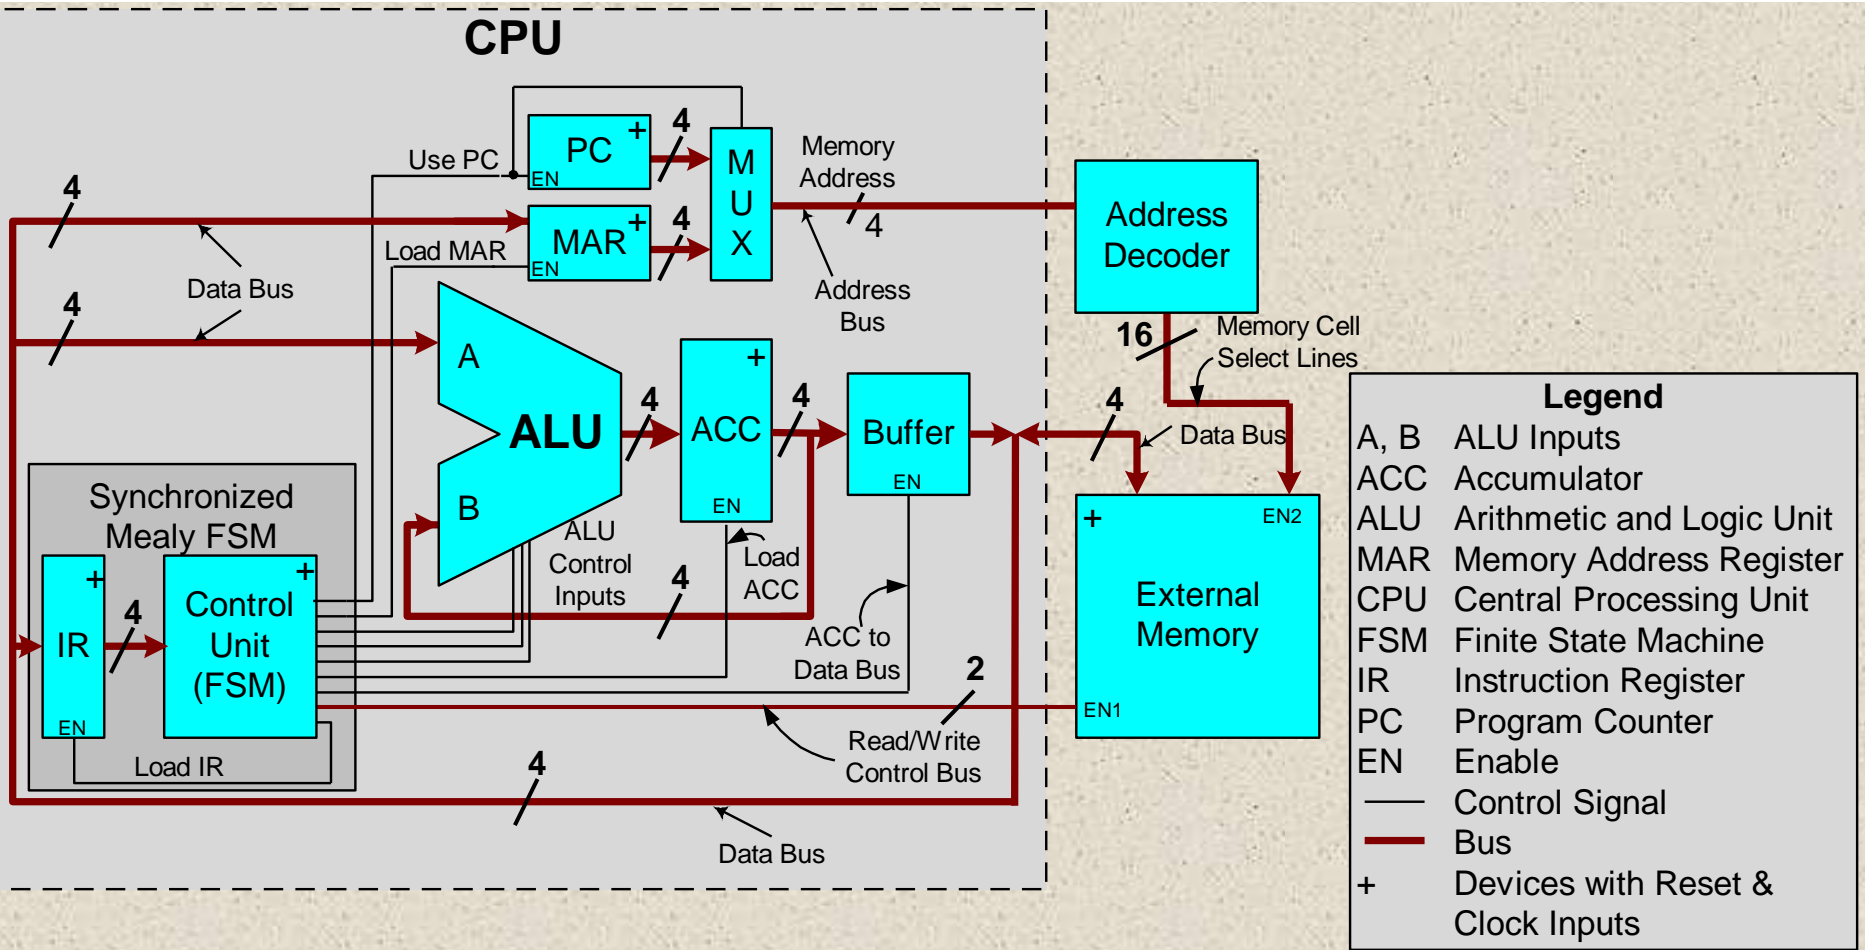 CPU
Use PC
PC
+
EN
4
M
U
X
Memory
Address
4
Address
Bus
Address
Decoder
4
Data Bus
4
Load MAR
MAR
+
EN
4
16
Memory Cell
Select Lines
4
Data Bus
A
B
ALU
4
ACC
+
EN
4
Buffer
EN
Load
ACC
ALU
Control
Inputs
4
ACC to
Data Bus
Synchronized
Mealy FSM
IR
+
EN
4
Control
Unit
(FSM)
+
Load IR
2
Read/Write
Control Bus
4
Data Bus
+
EN2
External
Memory
EN1
Legend
A, B ALU Inputs
ACC Accumulator
ALU Arithmetic and Logic Unit
MAR Memory Address Register
CPU Central Processing Unit
FSM Finite State Machine
IR Instruction Register
PC Program Counter
EN Enable
Control Signal
Bus
+ Devices with Reset &
Clock Inputs